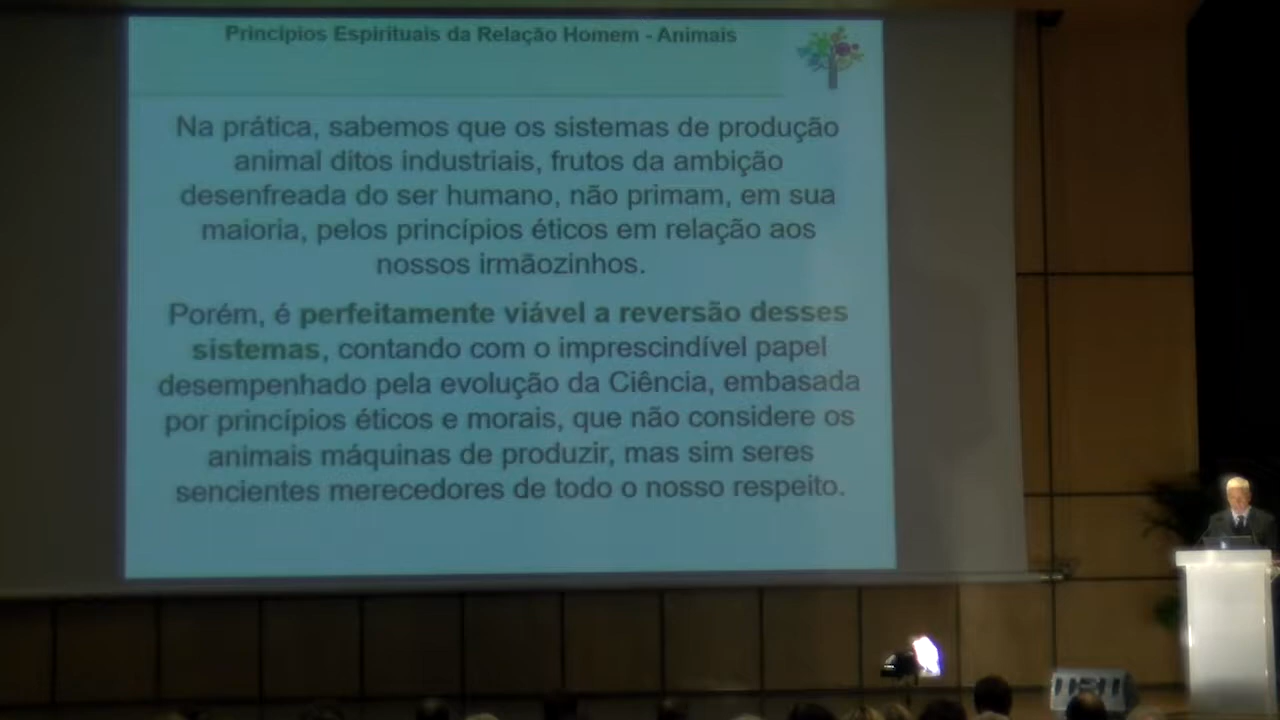 Princípios Espirituais da Relação Homem - Animais
Na prática, sabemos que os sistemas de produção
animal ditos industriais, frutos da ambição
desenfreada do ser humano, não primam, em sua
maioria, pelos princípios éticos em relação aos
nossos irmãozinhos.
Porém, é perfeitamente viável a reversão desses
sistemas, contando com o imprescindível papel
desempenhado pela evolução da Ciência, embasada
por princípios éticos e morais, que não considere os
animais máquinas de produzir, mas sim seres
sencientes merecedores de todo o nosso respeito.